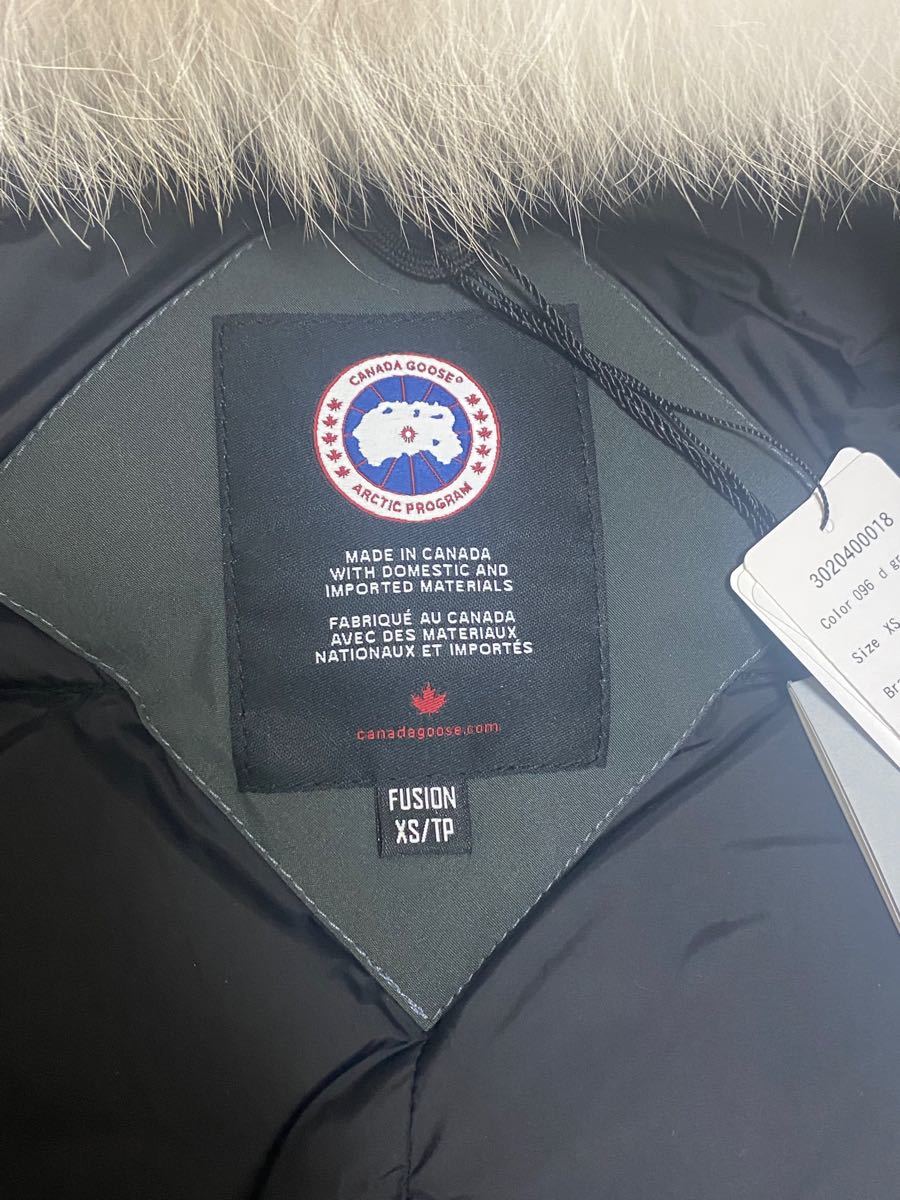 CANADA GOOSE®
ARCTIC PROGRAM
MADE IN CANADA
WITH DOMESTIC AND
IMPORTED MATERIALS
FABRIQUÉ AU CANADA
AVEC DES MATERIAUX
NATIONAUX ET IMPORTÉS
canadagoose.com
FUSION
XS/TP
3020400018
Color 096 d
Size XS